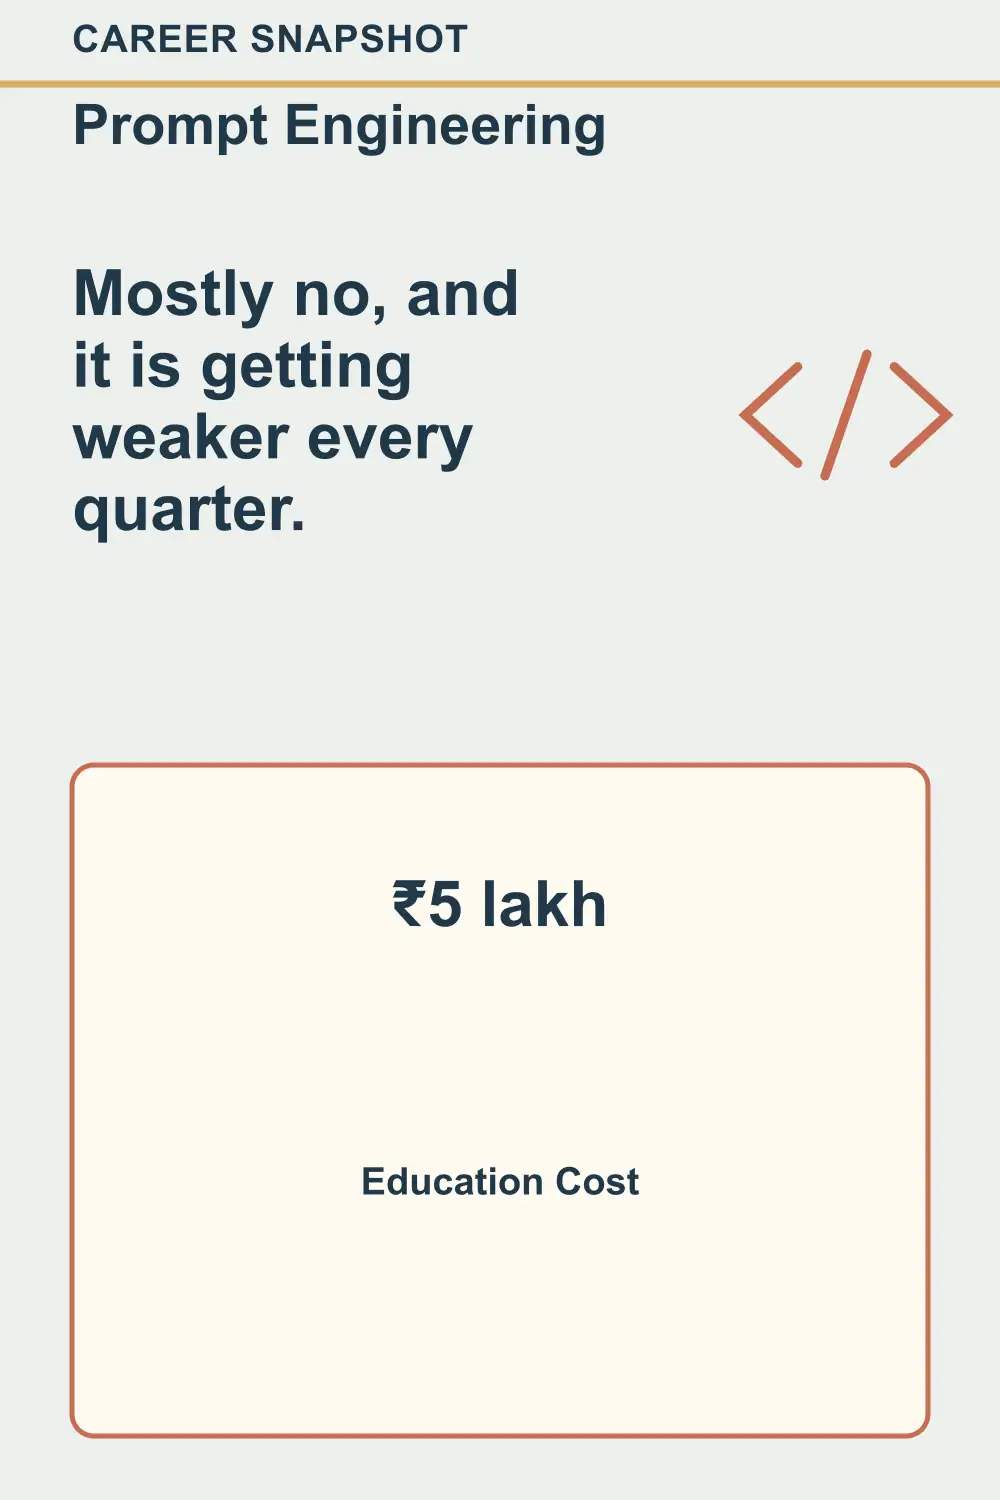 CAREER SNAPSHOT
Prompt Engineering
Mostly no, and
it is getting
weaker every
quarter.
₹5 lakh
Education Cost